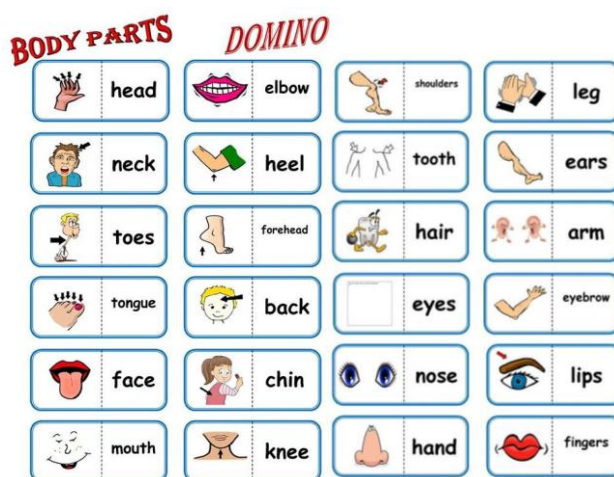 BODY PARTS DOMINO
head elbow shoulders leg
neck heel tooth ears
toes forehead hair arm
tongue back eyes eyebrow
face chin nose lips
mouth knee hand fingers